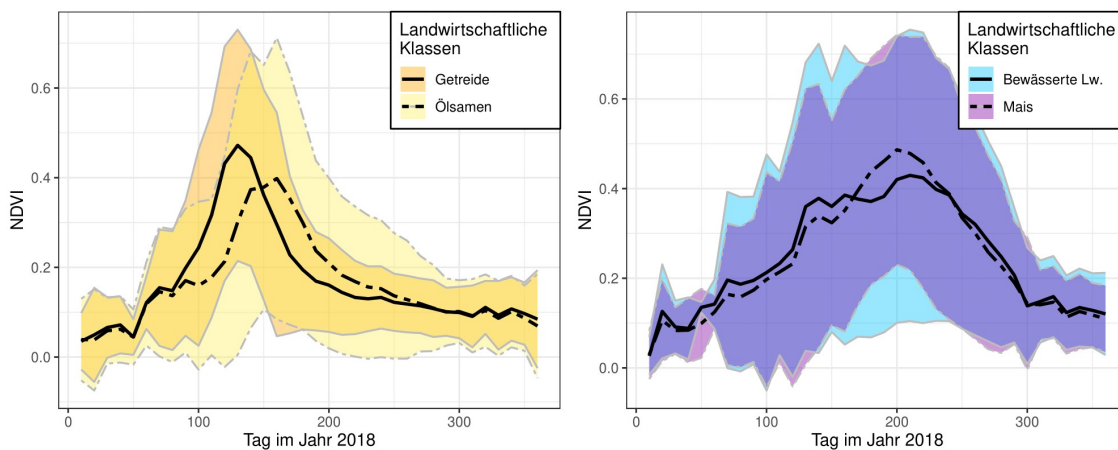 Landwirtschaftliche
Klassen
Getreide
Ölsamen
NDVI
0.6
0.4
0.2
0.0
0
100
200
300
Tag im Jahr 2018
Landwirtschaftliche
Klassen
Bewässerte Lw.
Mais
NDVI
0.6
0.4
0.2
0.0
0
100
200
300
Tag im Jahr 2018